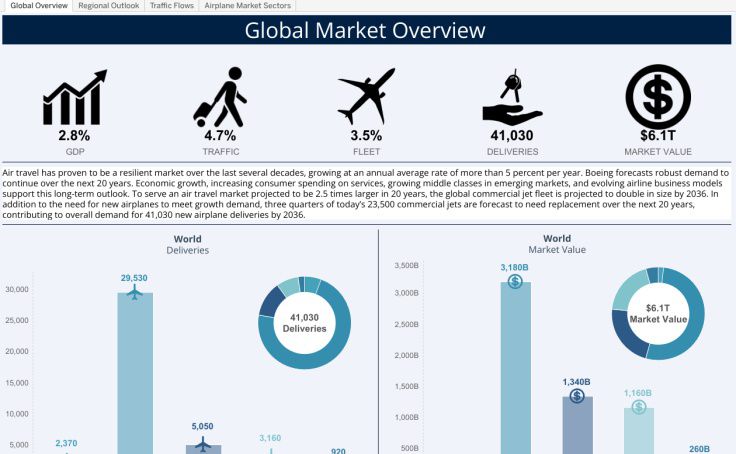 Global Overview
Regional Outlook
Traffic Flows
Airplane Market Sectors
Global Market Overview
2.8%
GDP
4.7%
TRAFFIC
3.5%
FLEET
41,030
DELIVERIES
$6.1T
MARKET VALUE
Air travel has proven to be a resilient market over the last several decades, growing at an annual average rate of more than 5 percent per year. Boeing forecasts robust demand to
continue over the next 20 years. Economic growth, increasing consumer spending on services, growing middle classes in emerging markets, and evolving airline business models
support this long-term outlook. To serve an air travel market projected to be 2.5 times larger in 20 years, the global commercial jet fleet is projected to double in size by 2036. In
addition to the need for new airplanes to meet growth demand, three quarters of today's 23,500 commercial jets are forecast to need replacement over the next 20 years,
contributing to overall demand for 41,030 new airplane deliveries by 2036.
World
Deliveries
30,000
25,000
20,000
15,000
10,000
5,000
2,370
29,530
5,050
3,160
920
41,030
Deliveries
World
Market Value
3,500B
3,000B
2,500B
2,000B
1,500B
1,000B
500B
3,180B
1,340B
1,160B
260B
$6.1T
Market Value